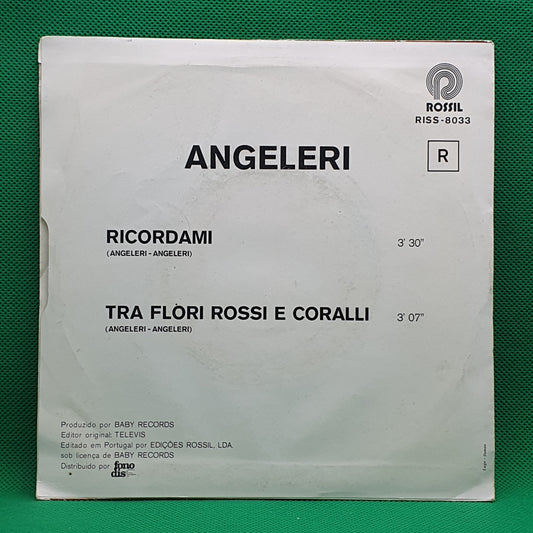 ROSSIL
RISS-8033
ANGELERI
R
RICORDAMI 3' 30"
(ANGELERI - ANGELERI)
TRA FLÒRI ROSSI E CORALLI 3' 07"
(ANGELERI - ANGELERI)
Produzido por BABY RECORDS
Editor original: TELEVIS
Editado em Portugal por EDIÇÕES ROSSIL, LDA.
sob licença de BABY RECORDS
Distribuído por fono
dis